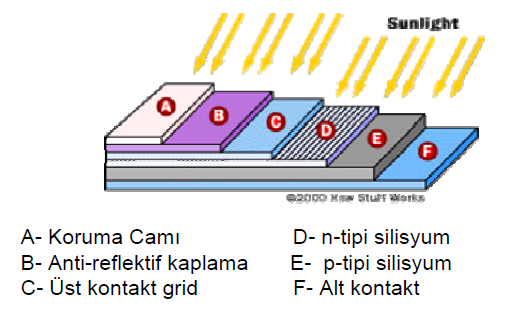 Sunlight
A
B
C
D
E
F
©2000 How Stuff Works
A- Koruma Camı
D- n-tipi silisyum
B- Anti-reflektif kaplama
E- p-tipi silisyum
C- Üst kontakt grid
F- Alt kontakt